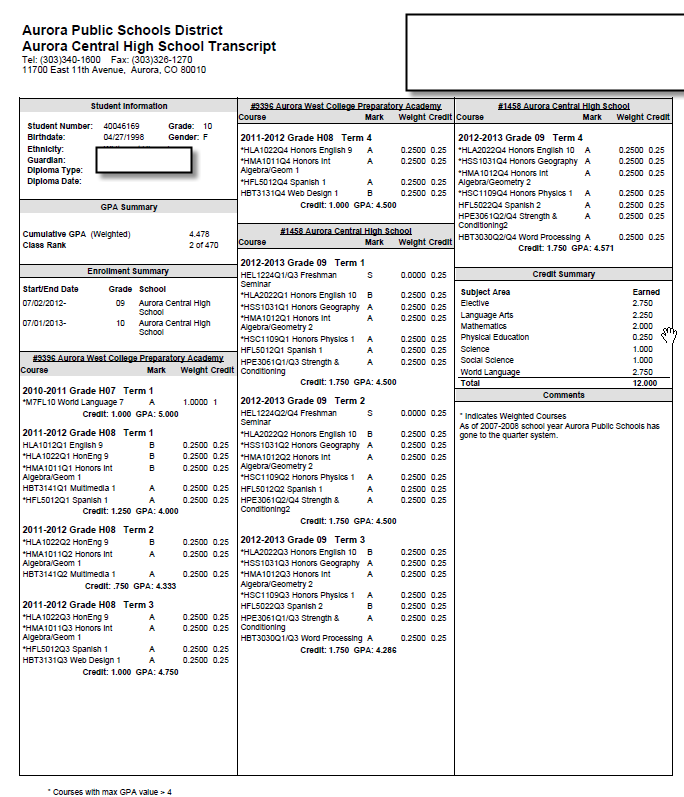 Aurora Public Schools District
Aurora Central High School Transcript
Tel: (303)340-1600 Fax: (303)326-1270
11700 East 11th Avenue, Aurora, CO 80010
Student Information
Student Number: 40046169 Grade: 10
Birthdate: 04/27/1998 Gender: F
Ethnicity:
Guardian:
Diploma Type:
Diploma Date:
GPA Summary
Cumulative GPA (Weighted) 4.478
Class Rank 2 of 470
Enrollment Summary
Start/End Date Grade School
07/02/2012- 09 Aurora Central High
School
07/01/2013- 10 Aurora Central High
School
#9396 Aurora West College Preparatory Academy
Course Mark Weight Credit
2010-2011 Grade H07 Term 1
*M7FL10 World Language 7 A 1.0000 1
Credit: 1.000 GPA: 5.000
2011-2012 Grade H08 Term 1
HLA1012Q1 English 9 B 0.2500 0.25
*HLA1022Q1 HonEng 9 B 0.2500 0.25
*HMA1011Q1 Honors Int B 0.2500 0.25
Algebra/Geom 1
HBT3141Q1 Multimedia 1 A 0.2500 0.25
*HFL5012Q1 Spanish 1 A 0.2500 0.25
Credit: 1.250 GPA: 4.000
2011-2012 Grade H08 Term 2
*HLA1022Q2 HonEng 9 B 0.2500 0.25
*HMA1011Q2 Honors Int A 0.2500 0.25
Algebra/Geom 1
HBT3141Q2 Multimedia 1 A 0.2500 0.25
Credit: .750 GPA: 4.333
2011-2012 Grade H08 Term 3
*HLA1022Q3 HonEng 9 A 0.2500 0.25
*HMA1011Q3 Honors Int A 0.2500 0.25
Algebra/Geom 1
*HFL5012Q3 Spanish 1 A 0.2500 0.25
HBT3131Q3 Web Design 1 A 0.2500 0.25
Credit: 1.000 GPA: 4.750
#9396 Aurora West College Preparatory Academy
Course Mark Weight Credit
2011-2012 Grade H08 Term 4
*HLA1022Q4 Honors English 9 A 0.2500 0.25
*HMA1011Q4 Honors Int A 0.2500 0.25
Algebra/Geom 1
*HFL5012Q4 Spanish 1 A 0.2500 0.25
HBT3131Q4 Web Design 1 B 0.2500 0.25
Credit: 1.000 GPA: 4.500
#1458 Aurora Central High School
Course Mark Weight Credit
2012-2013 Grade 09 Term 1
HEL1224Q1/Q3 Freshman S 0.0000 0.25
Seminar
*HLA2022Q1 Honors English 10 B 0.2500 0.25
*HSS1031Q1 Honors Geography A 0.2500 0.25
*HMA1012Q1 Honors Int A 0.2500 0.25
Algebra/Geometry 2
*HSC1109Q1 Honors Physics 1 A 0.2500 0.25
HFL5012Q1 Spanish 1 A 0.2500 0.25
HPE3061Q1/Q3 Strength & A 0.2500 0.25
Conditioning
Credit: 1.750 GPA: 4.500
2012-2013 Grade 09 Term 2
HEL1224Q2/Q4 Freshman S 0.0000 0.25
Seminar
*HLA2022Q2 Honors English 10 B 0.2500 0.25
*HSS1031Q2 Honors Geography A 0.2500 0.25
*HMA1012Q2 Honors Int A 0.2500 0.25
Algebra/Geometry 2
*HSC1109Q2 Honors Physics 1 A 0.2500 0.25
HFL5012Q2 Spanish 1 A 0.2500 0.25
HPE3061Q2/Q4 Strength & A 0.2500 0.25
Conditioning2
Credit: 1.750 GPA: 4.500
2012-2013 Grade 09 Term 3
*HLA2022Q3 Honors English 10 B 0.2500 0.25
*HSS1031Q3 Honors Geography A 0.2500 0.25
*HMA1012Q3 Honors Int A 0.2500 0.25
Algebra/Geometry 2
*HSC1109Q3 Honors Physics 1 A 0.2500 0.25
HFL5022Q3 Spanish 2 B 0.2500 0.25
HPE3061Q1/Q3 Strength & A 0.2500 0.25
Conditioning
HBT3030Q1/Q3 Word Processing A 0.2500 0.25
Credit: 1.750 GPA: 4.286
#1458 Aurora Central High School
Course Mark Weight Credit
2012-2013 Grade 09 Term 4
*HLA2022Q4 Honors English 10 A 0.2500 0.25
*HSS1031Q4 Honors Geography A 0.2500 0.25
*HMA1012Q4 Honors Int A 0.2500 0.25
Algebra/Geometry 2
*HSC1109Q4 Honors Physics 1 A 0.2500 0.25
HFL5022Q4 Spanish 2 A 0.2500 0.25
HPE3061Q2/Q4 Strength & A 0.2500 0.25
Conditioning2
HBT3030Q2/Q4 Word Processing A 0.2500 0.25
Credit: 1.750 GPA: 4.571
Credit Summary
Subject Area Earned
Elective 2.750
Language Arts 2.250
Mathematics 2.000
Physical Education 0.250
Science 1.000
Social Science 1.000
World Language 2.750
Total 12.000
Comments
* Indicates Weighted Courses
As of 2007-2008 school year Aurora Public Schools has
gone to the quarter system.
* Courses with max GPA value > 4